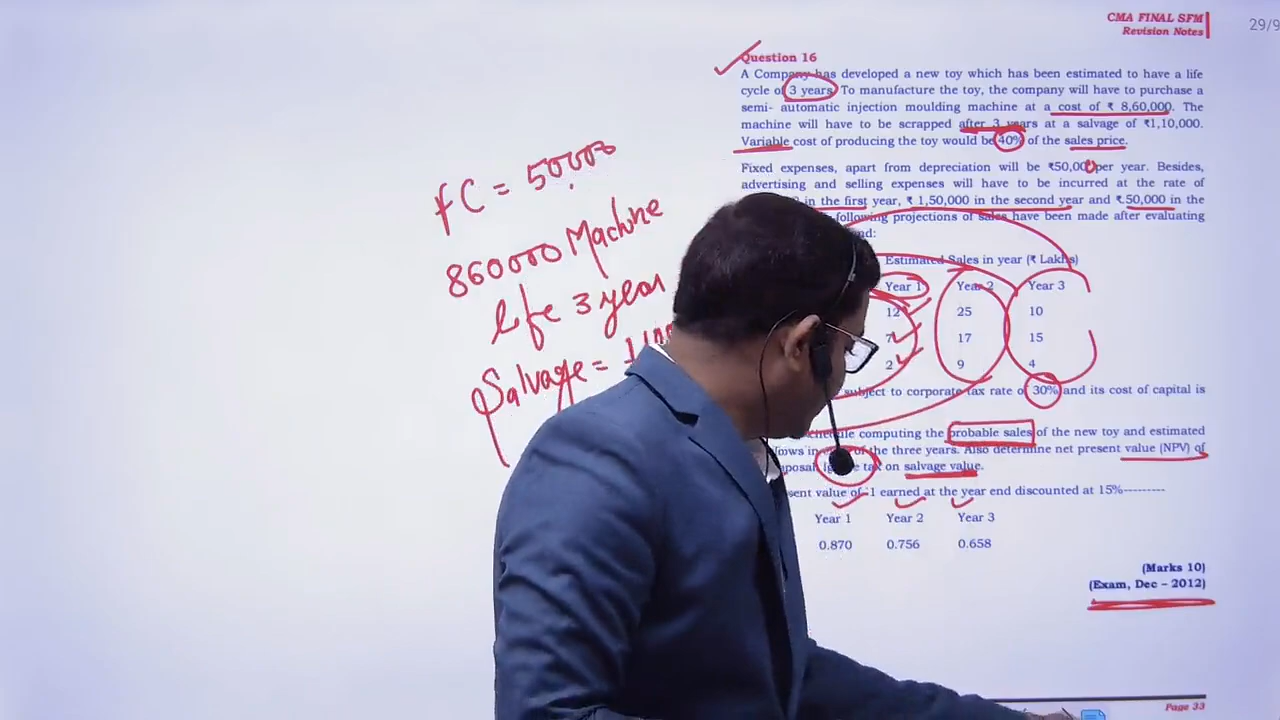 CMA FINAL SFM
Revision Notes
29/9
Question 16
A Company has developed a new toy which has been estimated to have a life
cycle of 3 years. To manufacture the toy, the company will have to purchase a
semi- automatic injection moulding machine at a cost of ₹ 8,60,000. The
machine will have to be scrapped after 3 years at a salvage of ₹1,10,000.
Variable cost of producing the toy would be 40% of the sales price.
Fixed expenses, apart from depreciation will be ₹50,000 per year. Besides,
advertising and selling expenses will have to be incurred at the rate of
in the first year, ₹ 1,50,000 in the second year and ₹ 50,000 in the
following projections of sales have been made after evaluating
Estimated Sales in year (₹ Lakhs)
Year 1 Year 2 Year 3
12 25 10
7 17 15
2 9 4
subject to corporate tax rate of 30% and its cost of capital is
computing the probable sales of the new toy and estimated
of the three years. Also determine net present value (NPV) of
tax on salvage value.
value of 1 earned at the year end discounted at 15%---------
Year 1 Year 2 Year 3
0.870 0.756 0.658
(Marks 10)
(Exam, Dec – 2012)
Page 33
FC = 50000
860000 Machine
life 3 year
Salvage =